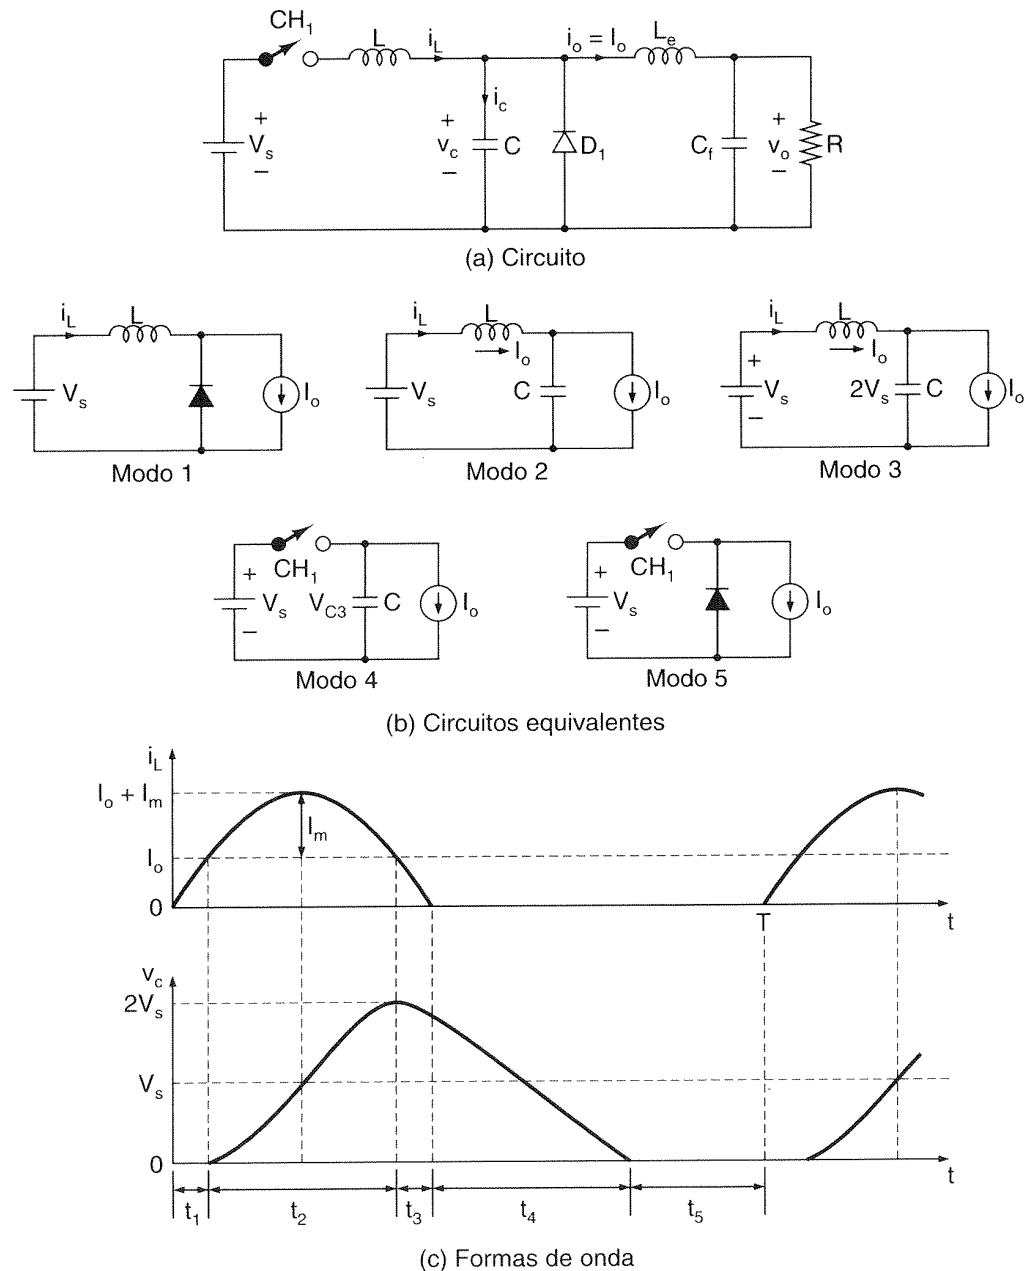 CH₁
L
i_L
i_o = I_o
L_e
i_c
+
V_s
−
+
v_c
−
C
D₁
C_f
+
v_o
−
R
(a) Circuito
i_L
L
V_s
I_o
Modo 1
i_L
L
I_o
V_s
C
I_o
Modo 2
i_L
L
I_o
+
V_s
−
2V_s
C
I_o
Modo 3
CH₁
+
V_s
−
V_C3
C
I_o
Modo 4
CH₁
+
V_s
−
I_o
Modo 5
(b) Circuitos equivalentes
i_L
I_o + I_m
I_m
I_o
0
T
t
v_c
2V_s
V_s
0
t
t₁
t₂
t₃
t₄
t₅
(c) Formas de onda